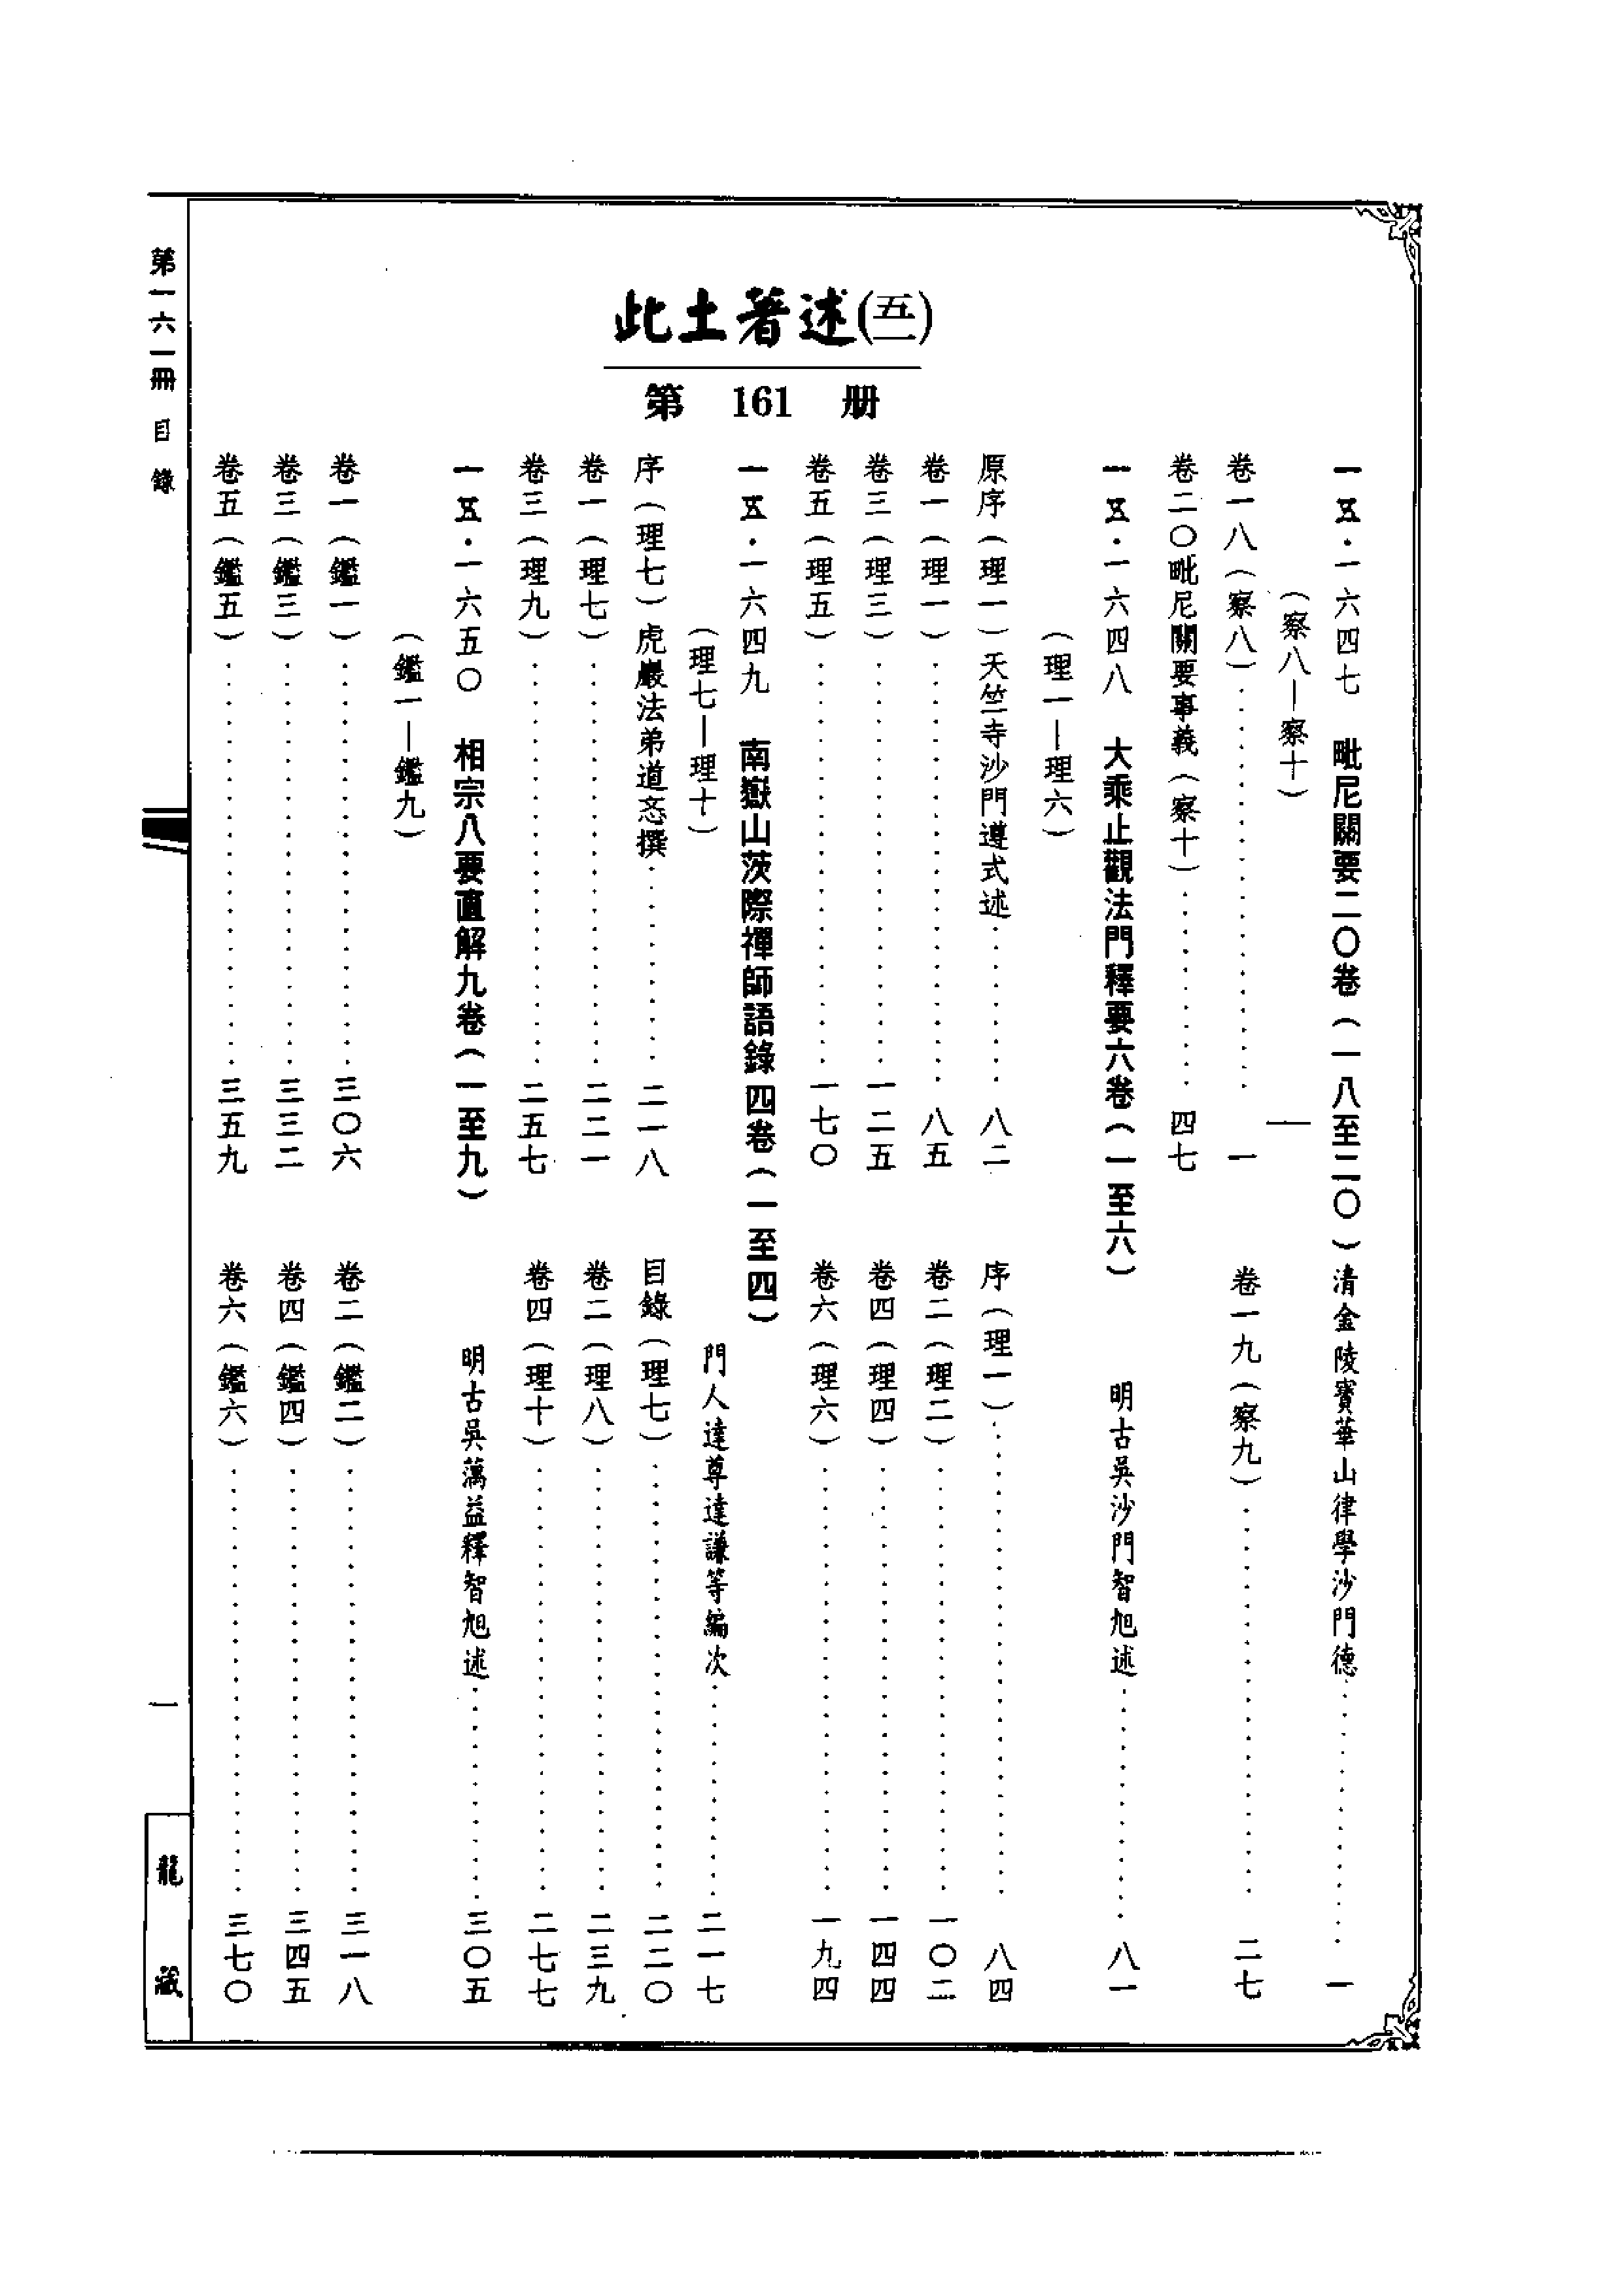 此土著述(五一)
第 161 册
一五·一六四七 毗尼關要二〇卷(一八至二〇)清金陵寶華山律學沙門德……一
(察八—察十) 一
卷一八(察八)……一 卷一九(察九)……二七
卷二〇毗尼關要事義(察十)……四七
一五·一六四八 大乘止觀法門釋要六卷(一至六) 明古吳沙門智旭述……八一
(理一—理六)
原序(理一)天竺寺沙門遵式述……八二 序(理一)……八四
卷一(理一)……八五 卷二(理二)……一〇二
卷三(理三)……一二五 卷四(理四)……一四四
卷五(理五)……一七〇 卷六(理六)……一九四
一五·一六四九 南嶽山茨際禪師語錄四卷(一至四)
(理七—理十) 門人達尊達謙等編次……二一七
序(理七)虎巖法弟道忞撰……二一八 目錄(理七)……二二〇
卷一(理七)……二二一 卷二(理八)……二三九
卷三(理九)……二五七 卷四(理十)……二七七
一五·一六五〇 相宗八要直解九卷(一至九) 明古吳蕅益釋智旭述……三〇五
(鑑一—鑑九)
卷一(鑑一)……三〇六 卷二(鑑二)……三一八
卷三(鑑三)……三三二 卷四(鑑四)……三四五
卷五(鑑五)……三五九 卷六(鑑六)……三七〇
第一六一冊 目錄
一
龍藏